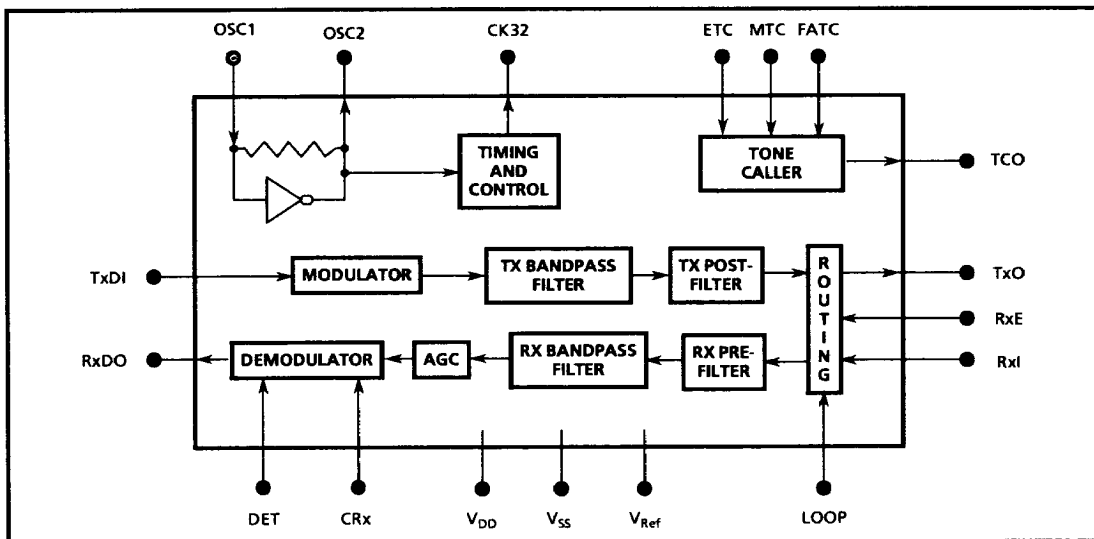 OSC1 OSC2 CK32 ETC MTC FATC
TIMING
AND
CONTROL
TONE
CALLER
TCO
TxDI
MODULATOR
TX BANDPASS
FILTER
TX POST-
FILTER
ROUTING
TxO
RxE
RxI
RxDO
DEMODULATOR
AGC
RX BANDPASS
FILTER
RX PRE-
FILTER
DET CRx VDD VSS VRef LOOP